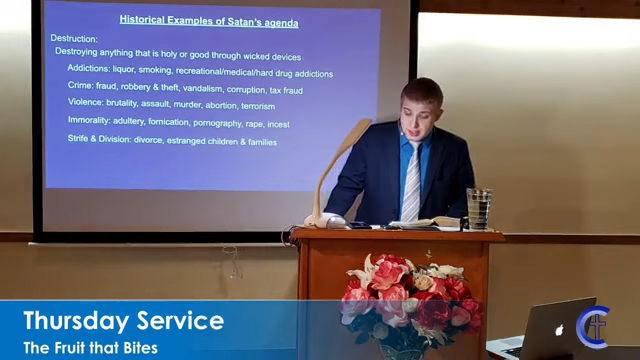 Historical Examples of Satan's agenda
Destruction:
Destroying anything that is holy or good through wicked devices
Addictions: liquor, smoking, recreational/medical/hard drug addictions
Crime: fraud, robbery & theft, vandalism, corruption, tax fraud
Violence: brutality, assault, murder, abortion, terrorism
Immorality: adultery, fornication, pornography, rape, incest
Strife & Division: divorce, estranged children & families
Thursday Service
The Fruit that Bites